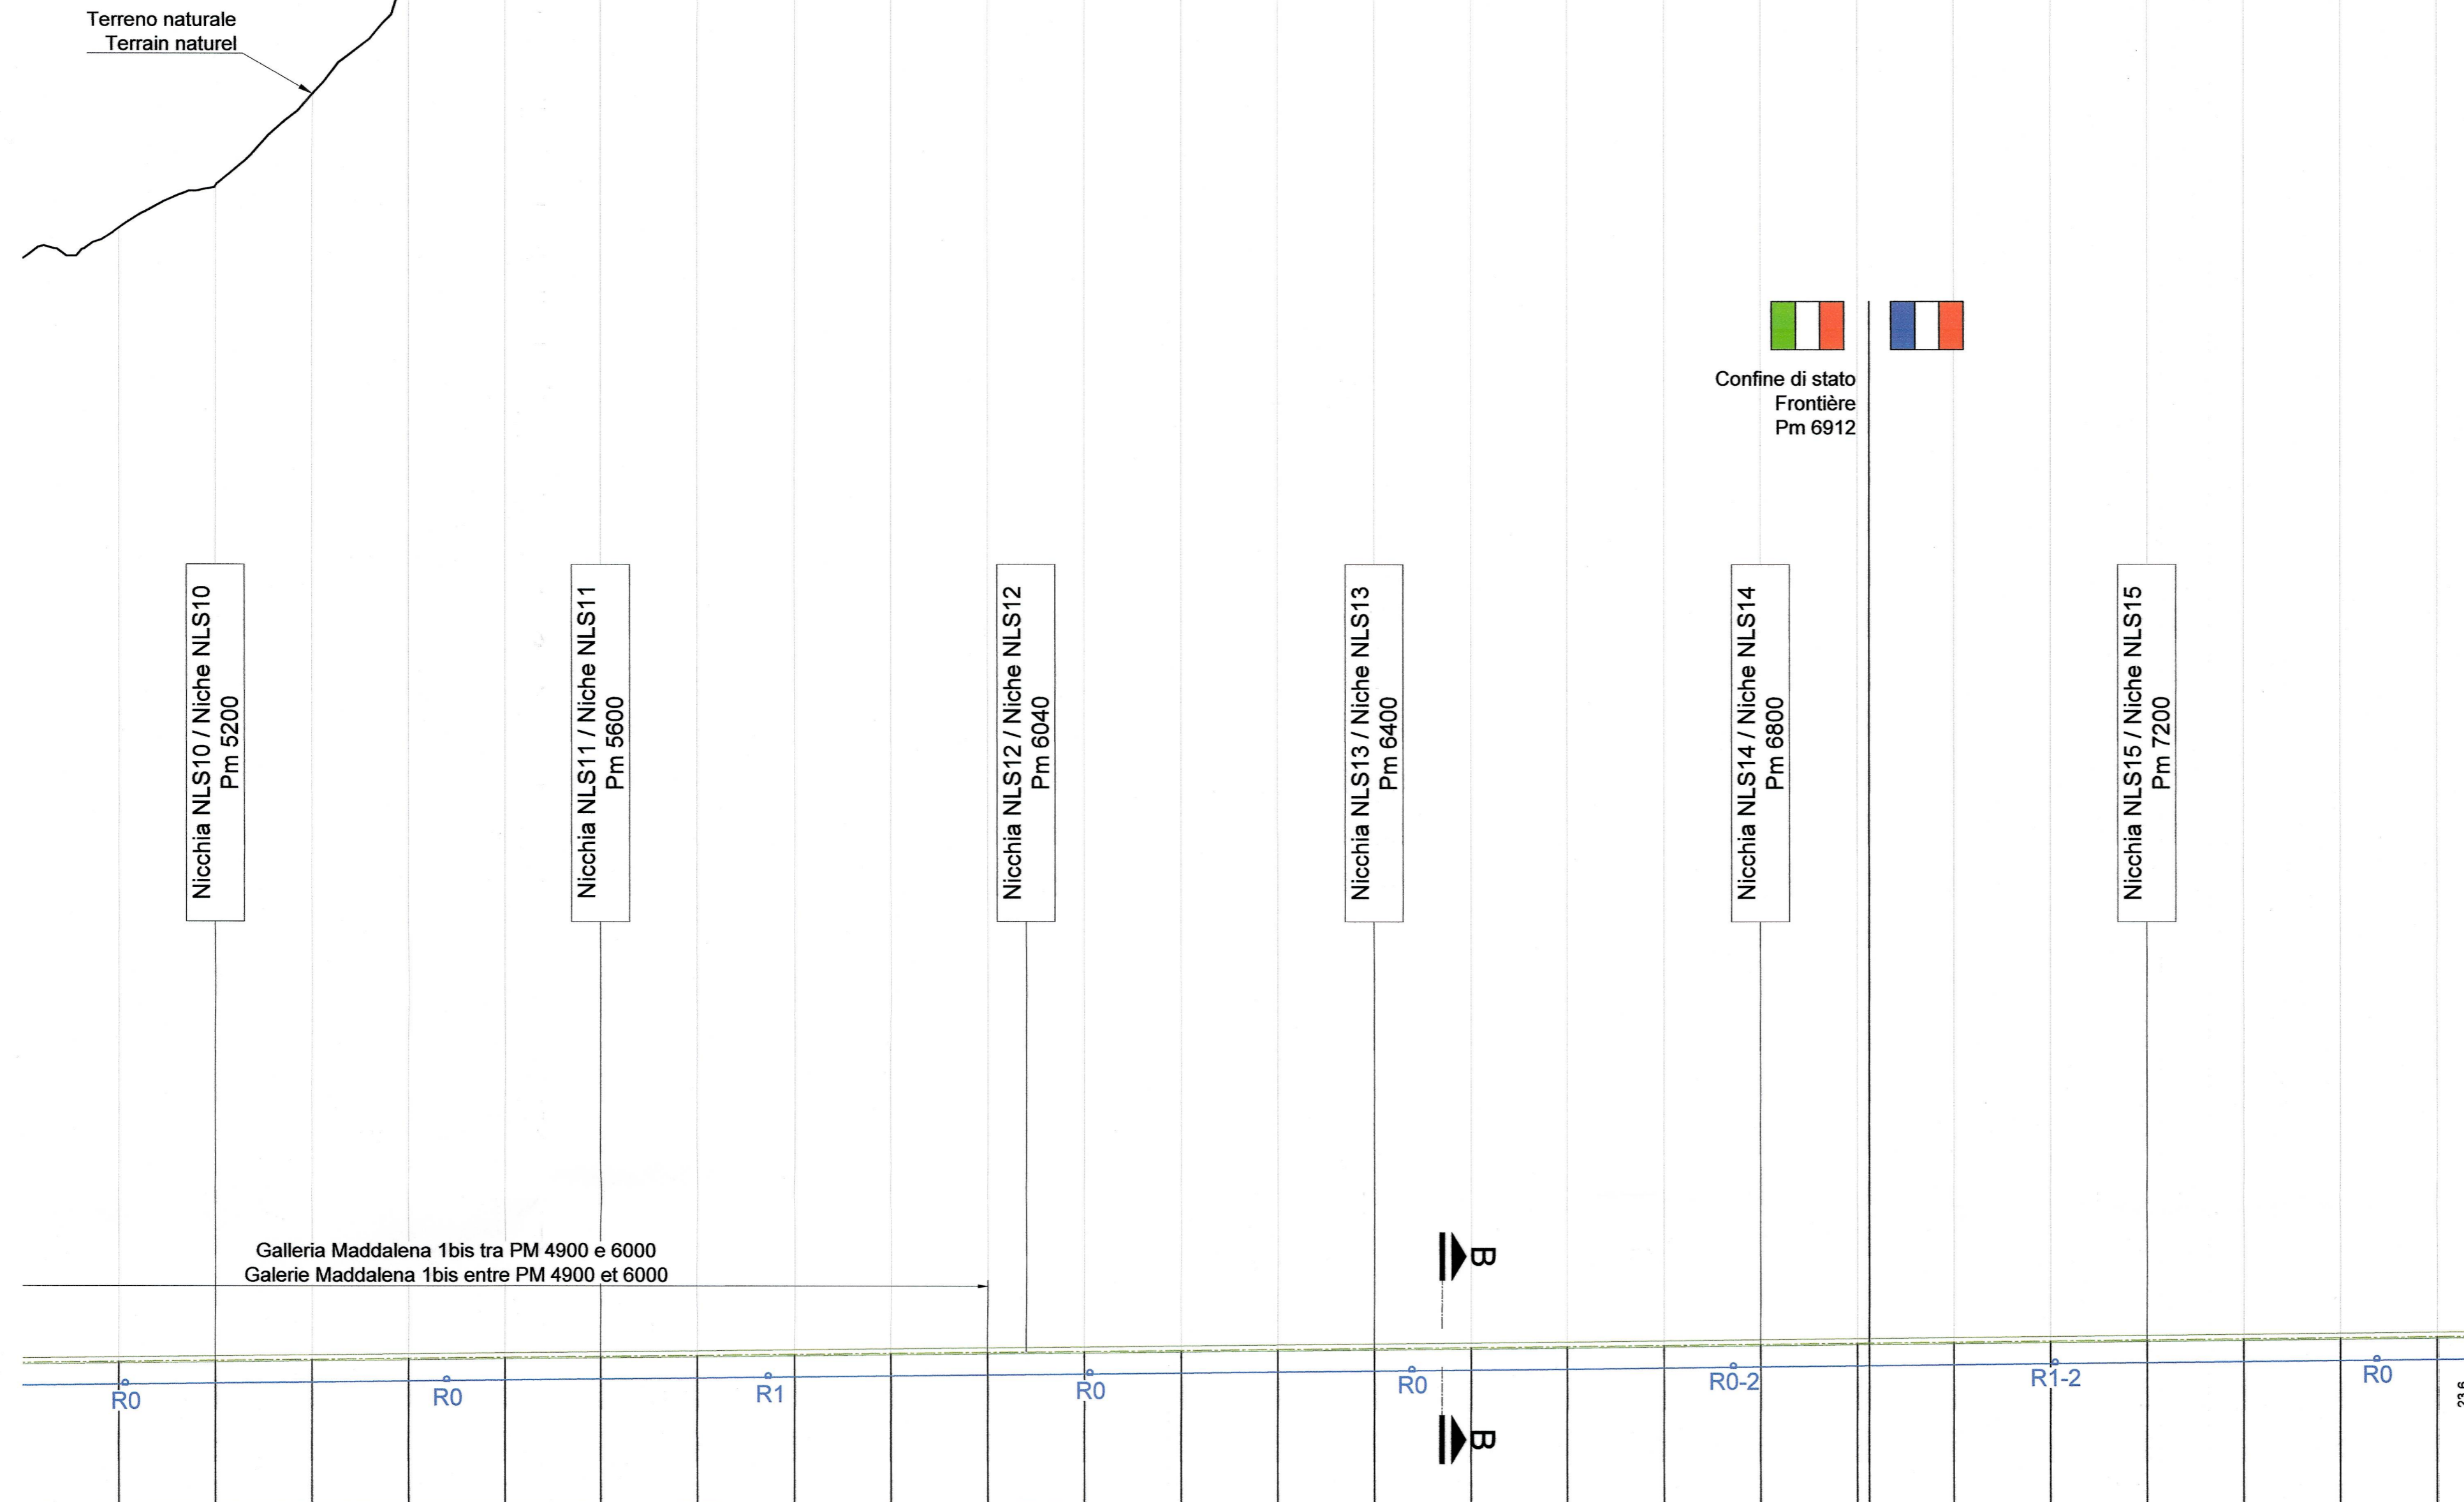 Terreno naturale
Terrain naturel
Confine di stato
Frontière
Pm 6912
Nicchia NLS10 / Niche NLS10
Pm 5200
Nicchia NLS11 / Niche NLS11
Pm 5600
Nicchia NLS12 / Niche NLS12
Pm 6040
Nicchia NLS13 / Niche NLS13
Pm 6400
Nicchia NLS14 / Niche NLS14
Pm 6800
Nicchia NLS15 / Niche NLS15
Pm 7200
Galleria Maddalena 1bis tra PM 4900 e 6000
Galerie Maddalena 1bis entre PM 4900 et 6000
B
R0
R0
R1
R0
R0
R0-2
R1-2
R0
B